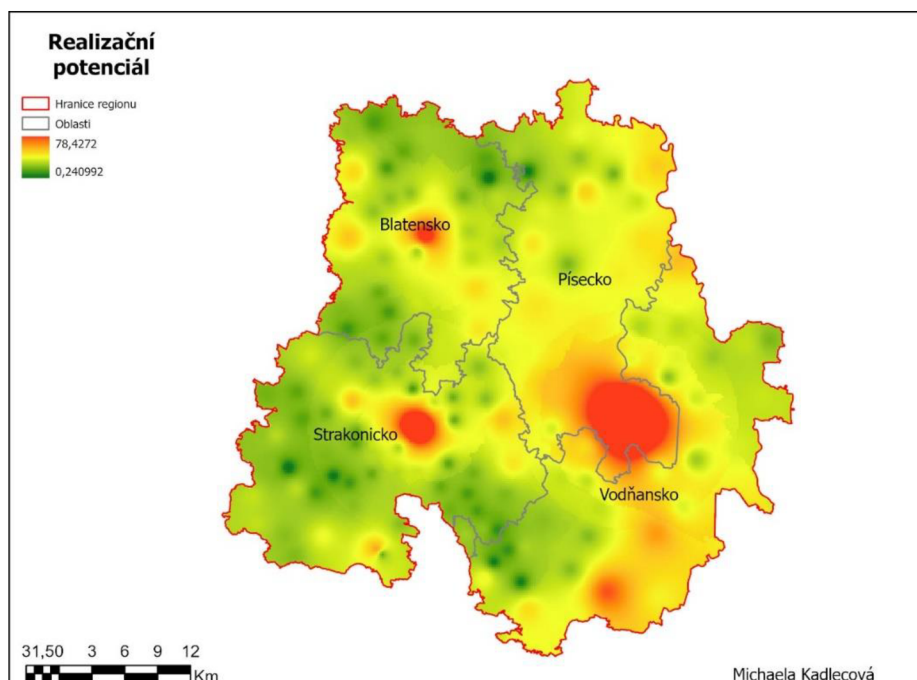 Realizační
potenciál
Hranice regionu
Oblasti
78,4272
0,240992
Blatensko
Písecko
Strakonicko
Vodňansko
31,50 3 6 9 12
Km
Michaela Kadlecová